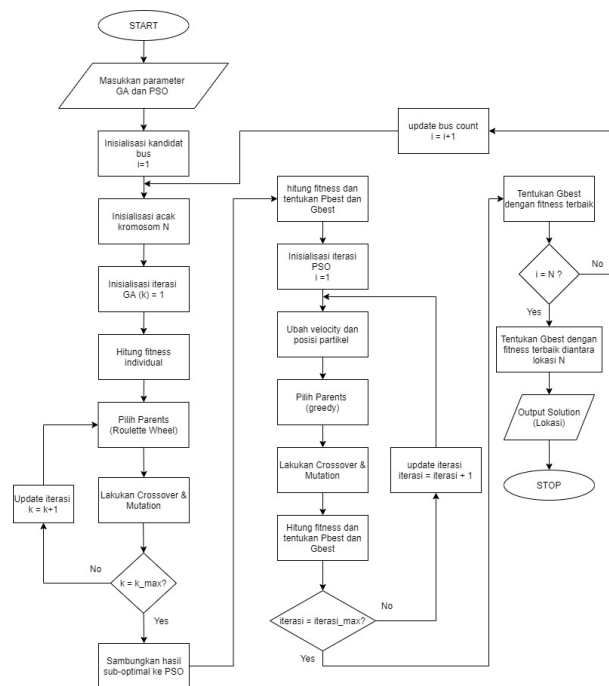 START
Masukkan parameter
GA dan PSO
Inisialisasi kandidat
bus
i=1
Inisialisasi acak
kromosom N
Inisialisasi iterasi
GA (k) = 1
Hitung fitness
individual
Pilih Parents
(Roulette Wheel)
Lakukan Crossover &
Mutation
Update iterasi
k = k+1
No
k = k_max?
Yes
Sambungkan hasil
sub-optimal ke PSO
hitung fitness dan
tentukan Pbest dan
Gbest
Inisialisasi iterasi
PSO
i =1
Ubah velocity dan
posisi partikel
Pilih Parents
(greedy)
Lakukan Crossover &
Mutation
Hitung fitness dan
tentukan Pbest dan
Gbest
update iterasi
iterasi = iterasi + 1
No
iterasi = iterasi_max?
Yes
update bus count
i = i+1
Tentukan Gbest
dengan fitness terbaik
i = N ?
No
Yes
Tentukan Gbest dengan
fitness terbaik diantara
lokasi N
Output Solution
(Lokasi)
STOP